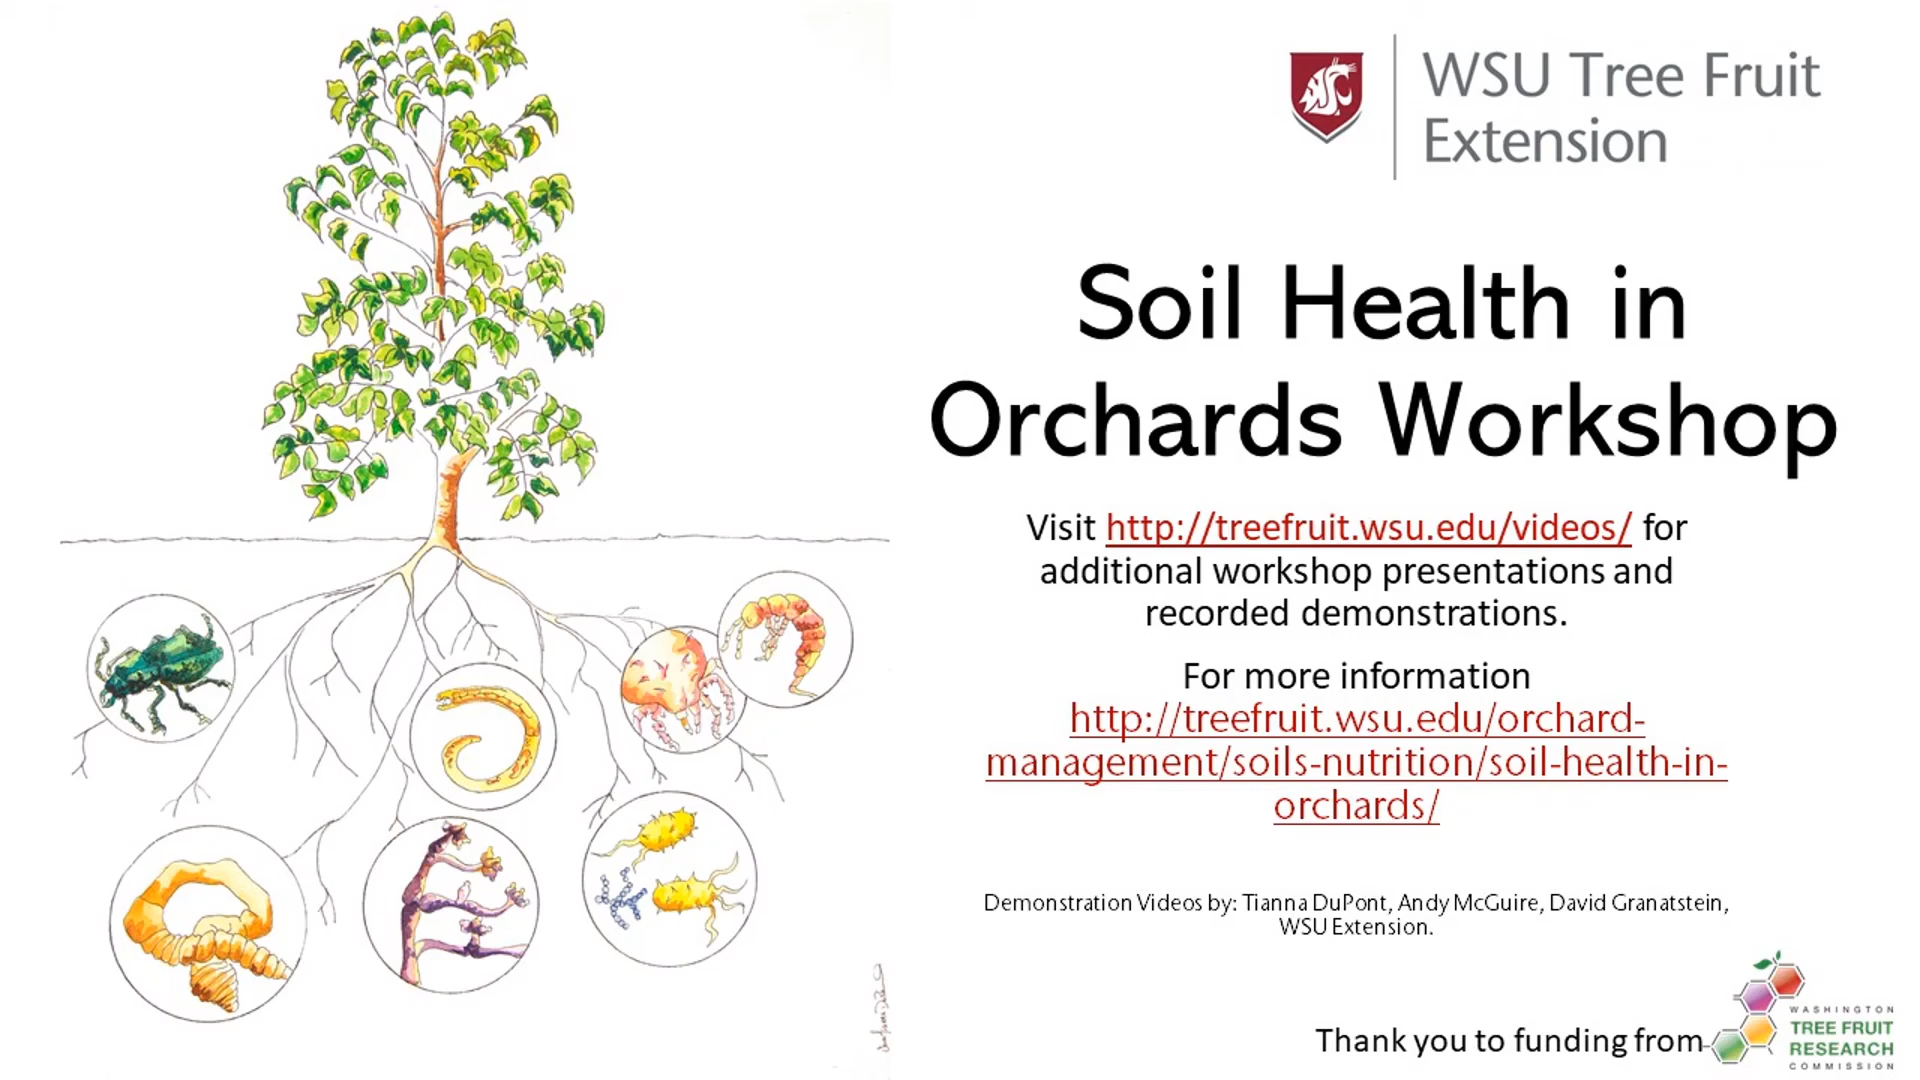 WSU Tree Fruit
Extension
Soil Health in
Orchards Workshop
Visit http://treefruit.wsu.edu/videos/ for
additional workshop presentations and
recorded demonstrations.
For more information
http://treefruit.wsu.edu/orchard-
management/soils-nutrition/soil-health-in-
orchards/
Demonstration Videos by: Tianna DuPont, Andy McGuire, David Granatstein,
WSU Extension.
Thank you to funding from
WASHINGTON
TREE FRUIT
RESEARCH
COMMISSION